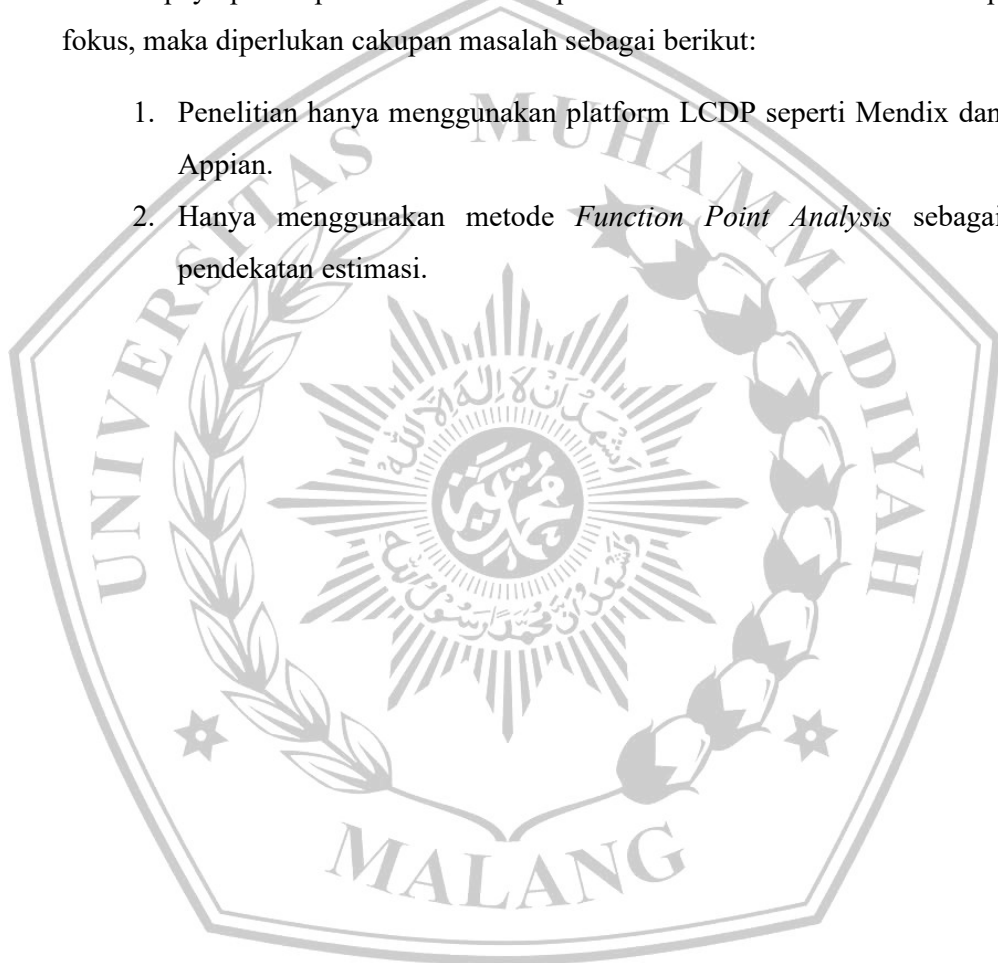 fokus, maka diperlukan cakupan masalah sebagai berikut:
1. Penelitian hanya menggunakan platform LCDP seperti Mendix dan
Appian.
2. Hanya menggunakan metode Function Point Analysis sebagai
pendekatan estimasi.
UNIVERSITAS MUHAMMADIYAH
MALANG